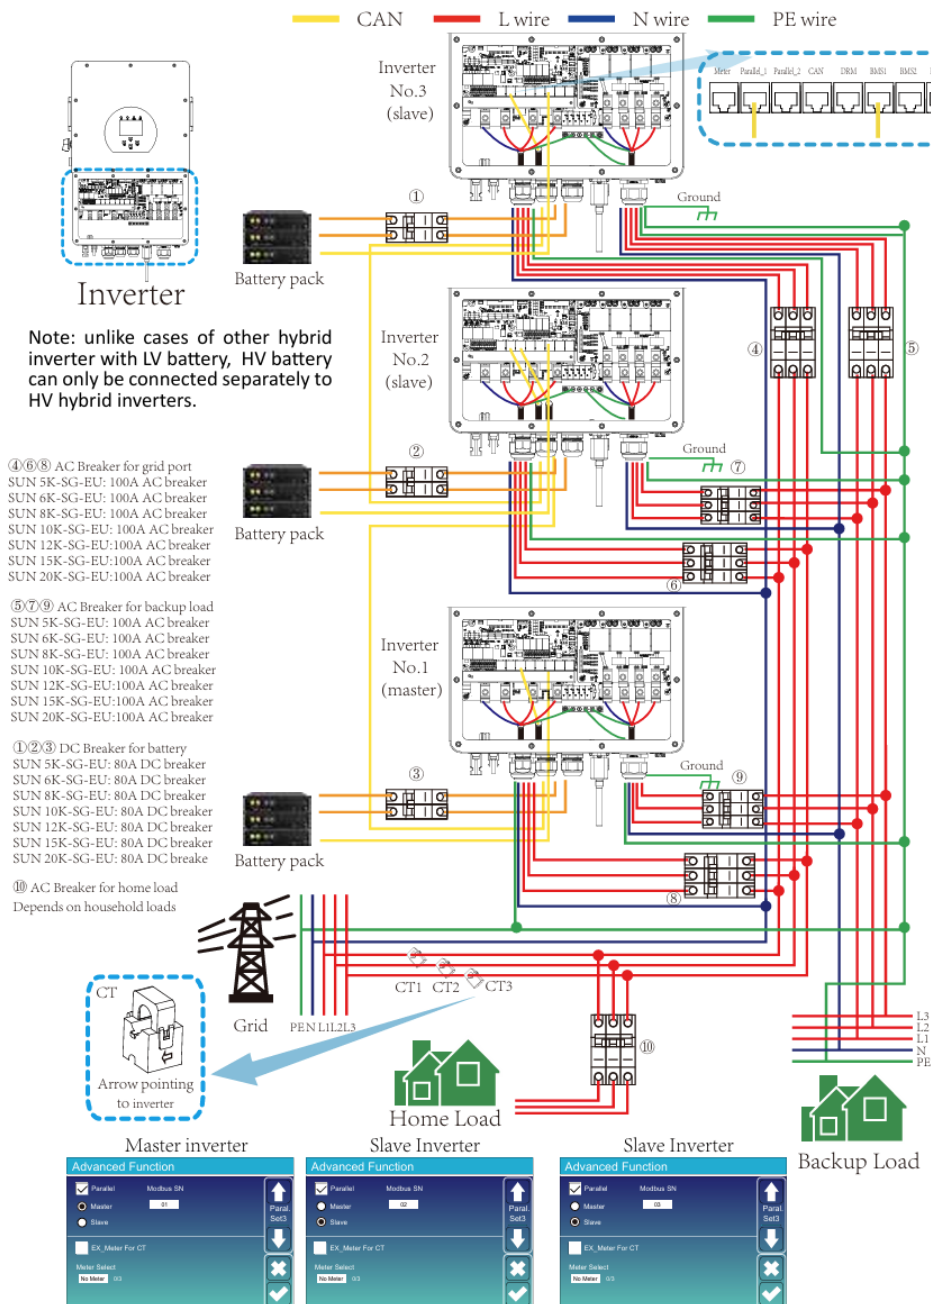 CAN L wire N wire PE wire
Inverter
No.3
(slave)
Meter Parallel_1 Parallel_2 CAN DRM BMS1 BMS2
①
Ground
Battery pack
Inverter
Note: unlike cases of other hybrid
inverter with LV battery, HV battery
can only be connected separately to
HV hybrid inverters.
Inverter
No.2
(slave)
④
⑤
②
Ground
⑦
Battery pack
⑥
④⑥⑧ AC Breaker for grid port
SUN 5K-SG-EU: 100A AC breaker
SUN 6K-SG-EU: 100A AC breaker
SUN 8K-SG-EU: 100A AC breaker
SUN 10K-SG-EU: 100A AC breaker
SUN 12K-SG-EU:100A AC breaker
SUN 15K-SG-EU:100A AC breaker
SUN 20K-SG-EU:100A AC breaker
⑤⑦⑨ AC Breaker for backup load
SUN 5K-SG-EU: 100A AC breaker
SUN 6K-SG-EU: 100A AC breaker
SUN 8K-SG-EU: 100A AC breaker
SUN 10K-SG-EU: 100A AC breaker
SUN 12K-SG-EU:100A AC breaker
SUN 15K-SG-EU:100A AC breaker
SUN 20K-SG-EU:100A AC breaker
①②③ DC Breaker for battery
SUN 5K-SG-EU: 80A DC breaker
SUN 6K-SG-EU: 80A DC breaker
SUN 8K-SG-EU: 80A DC breaker
SUN 10K-SG-EU: 80A DC breaker
SUN 12K-SG-EU: 80A DC breaker
SUN 15K-SG-EU: 80A DC breaker
SUN 20K-SG-EU: 80A DC breake
⑩ AC Breaker for home load
Depends on household loads
Inverter
No.1
(master)
③
Ground
⑨
Battery pack
⑧
CT1 CT2 CT3
Grid
PE N L1 L2 L3
CT
Arrow pointing
to inverter
⑩
Home Load
L3
L2
L1
N
PE
Backup Load
Master inverter
Advanced Function
Parallel Modbus SN
Master 01
Slave
Paral.
Set3
EX_Meter For CT
Meter Select
No Meter 0/3
Slave Inverter
Advanced Function
Parallel Modbus SN
Master 02
Slave
Paral.
Set3
EX_Meter For CT
Meter Select
No Meter 0/3
Slave Inverter
Advanced Function
Parallel Modbus SN
Master 03
Slave
Paral.
Set3
EX_Meter For CT
Meter Select
No Meter 0/3